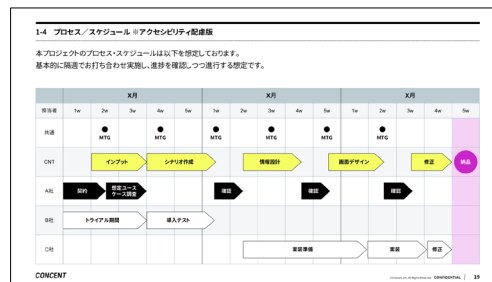 1-4 プロセス／スケジュール ※アクセシビリティ配慮版
本プロジェクトのプロセス・スケジュールは以下を想定しております。
基本的に隔週でお打ち合わせ実施し、進捗を確認しつつ進行する想定です。
X月 X月 X月
担当者 1w 2w 3w 4w 5w 1w 2w 3w 4w 5w 1w 2w 3w 4w 5w
共通 MTG MTG MTG MTG MTG MTG
CNT インプット シナリオ作成 情報設計 画面デザイン 修正 納品
A社 契約 想定ユース
ケース調査 確認 確認 確認
B社 トライアル期間 導入テスト
C社 実装準備 実装 修正
CONCENT
CONFIDENTIAL | 19